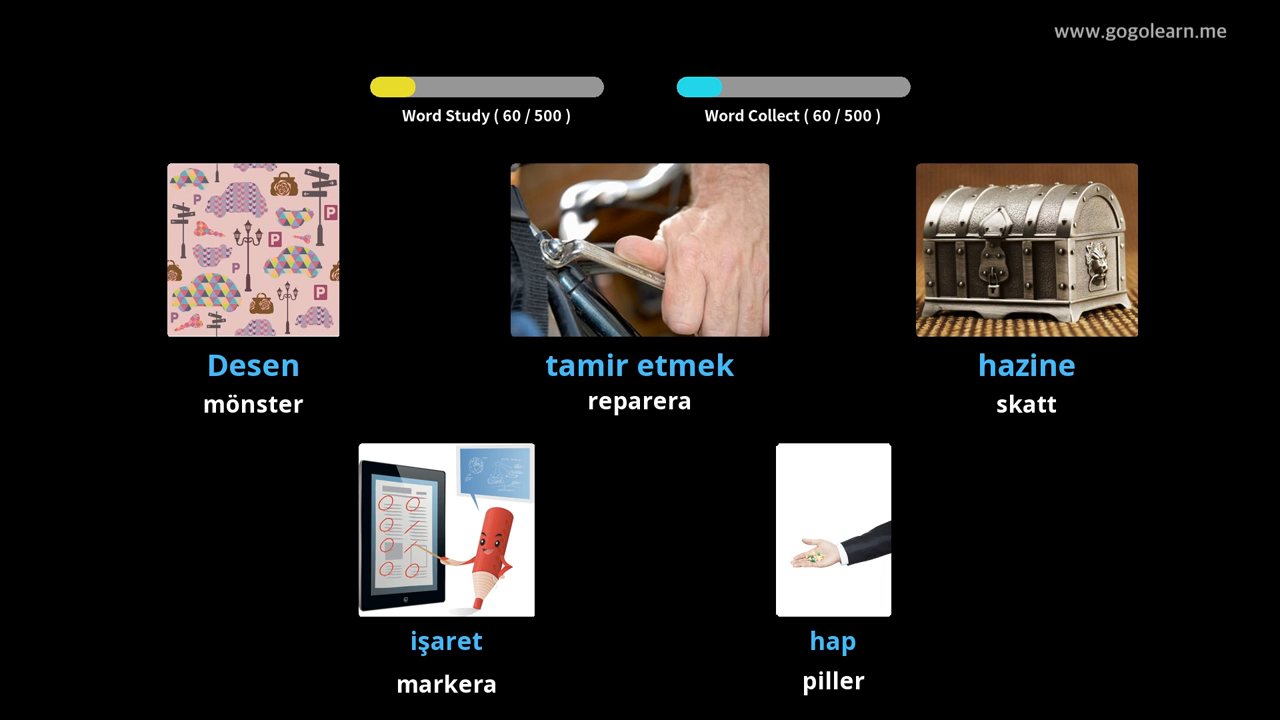 www.gogolearn.me
Word Study ( 60 / 500 )
Word Collect ( 60 / 500 )
P
P
P
P
P
P
Desen
tamir etmek
hazine
mönster
reparera
skatt
işaret
hap
markera
piller